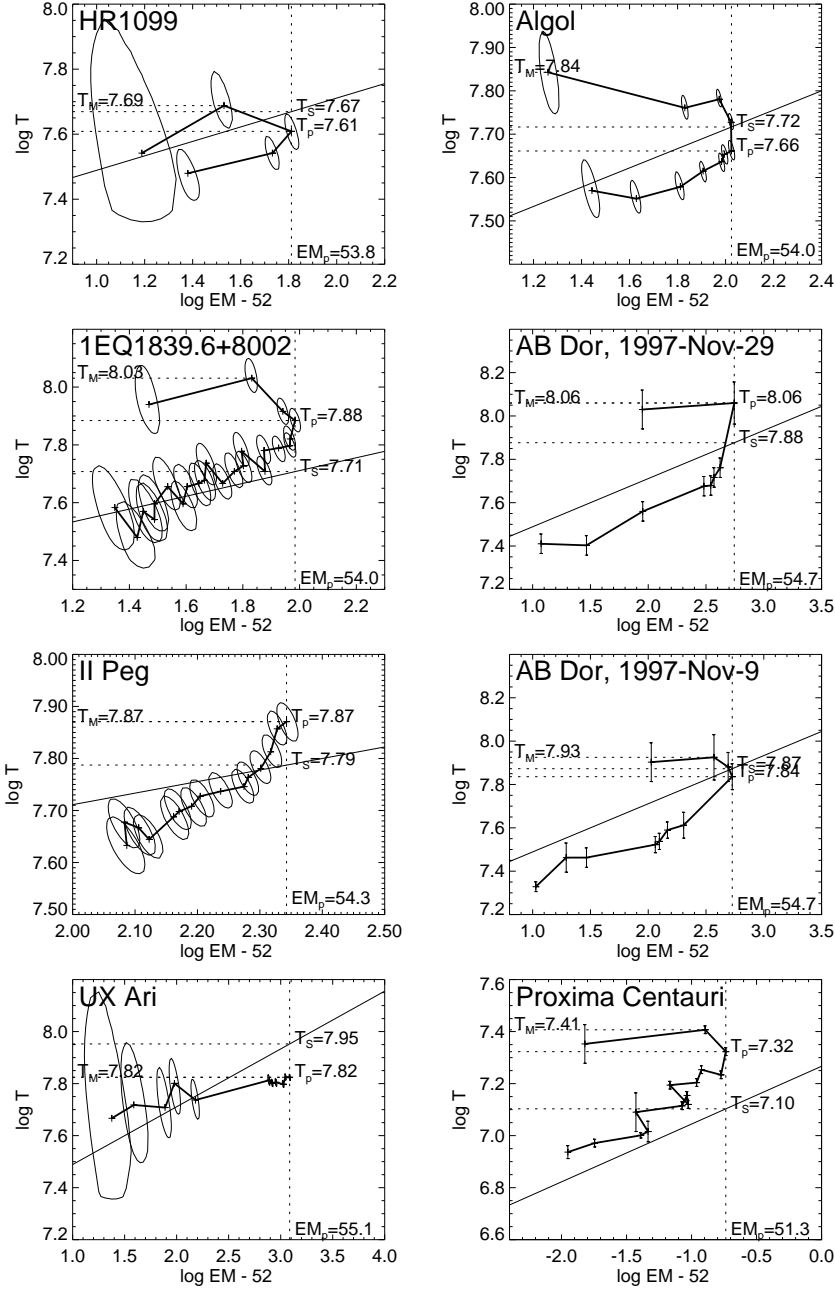 HR1099
8.0
7.8
7.6
7.4
7.2
log T
T_M=7.69
T_S=7.67
T_p=7.61
EM_p=53.8
1.0 1.2 1.4 1.6 1.8 2.0 2.2
log EM - 52
Algol
8.00
7.90
7.80
7.70
7.60
7.50
log T
T_M=7.84
T_S=7.72
T_p=7.66
EM_p=54.0
1.2 1.4 1.6 1.8 2.0 2.2 2.4
log EM - 52
1EQ1839.6+8002
8.0
7.8
7.6
7.4
log T
T_M=8.03
T_p=7.88
T_S=7.71
EM_p=54.0
1.2 1.4 1.6 1.8 2.0 2.2
log EM - 52
AB Dor, 1997-Nov-29
8.2
8.0
7.8
7.6
7.4
7.2
log T
T_M=8.06
T_p=8.06
T_S=7.88
EM_p=54.7
1.0 1.5 2.0 2.5 3.0 3.5
log EM - 52
II Peg
8.00
7.90
7.80
7.70
7.60
7.50
log T
T_M=7.87
T_p=7.87
T_S=7.79
EM_p=54.3
2.00 2.10 2.20 2.30 2.40 2.50
log EM - 52
AB Dor, 1997-Nov-9
8.2
8.0
7.8
7.6
7.4
7.2
log T
T_M=7.93
T_S=7.87
T_p=7.84
EM_p=54.7
1.0 1.5 2.0 2.5 3.0 3.5
log EM - 52
UX Ari
8.0
7.8
7.6
7.4
7.2
log T
T_M=7.82
T_S=7.95
T_p=7.82
EM_p=55.1
1.0 1.5 2.0 2.5 3.0 3.5 4.0
log EM - 52
Proxima Centauri
7.6
7.4
7.2
7.0
6.8
6.6
log T
T_M=7.41
T_p=7.32
T_S=7.10
EM_p=51.3
-2.0 -1.5 -1.0 -0.5 0.0
log EM - 52